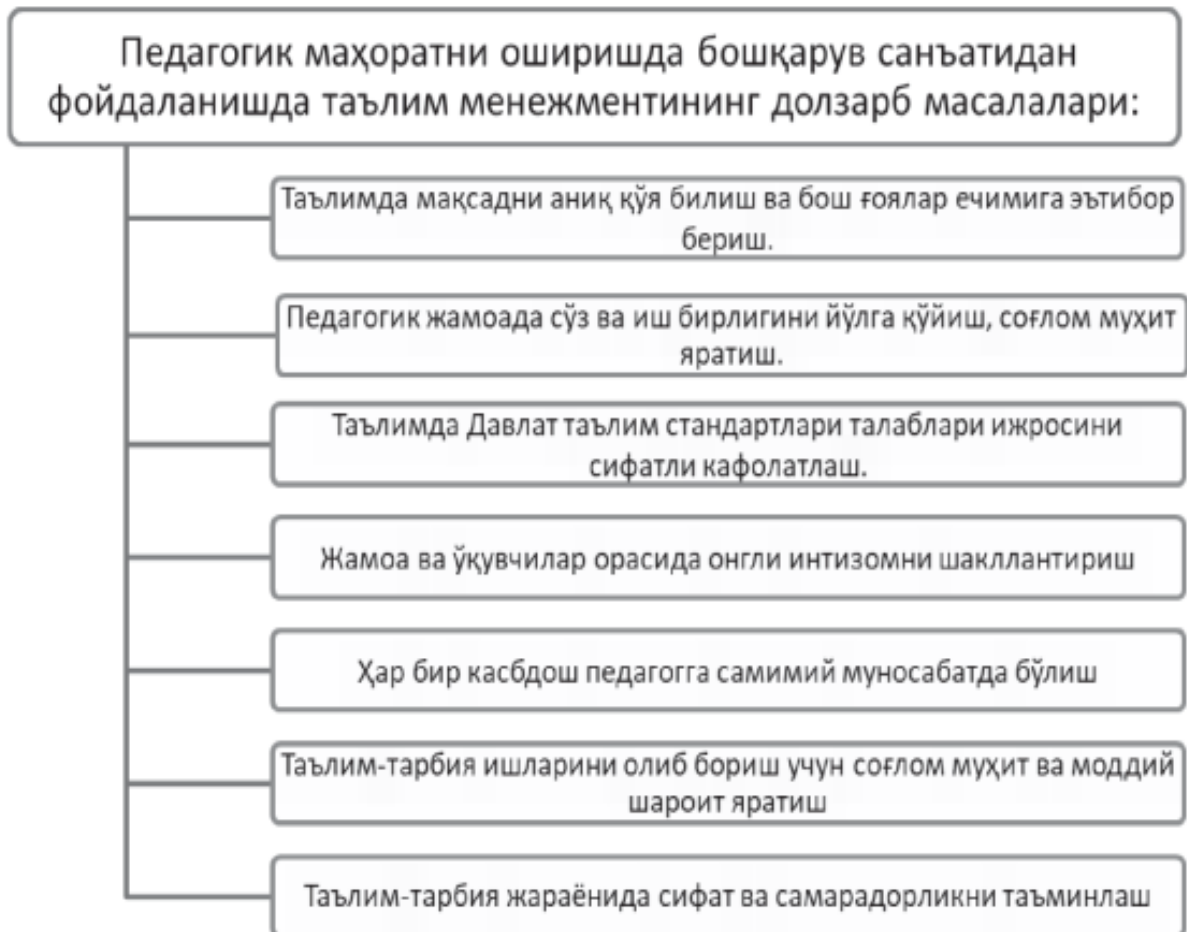 Педагогик маҳоратни оширишда бошқарув санъатидан
фойдаланишда таълим менежментининг долзарб масалалари:
Таълимда мақсадни аниқ қўя билиш ва бош ғоялар ечимига эътибор
бериш.
Педагогик жамоада сўз ва иш бирлигини йўлга қўйиш, соғлом муҳит
яратиш.
Таълимда Давлат таълим стандартлари талаблари ижросини
сифатли кафолатлаш.
Жамоа ва ўқувчилар орасида онгли интизомни шакллантириш
Ҳар бир касбдош педагогга самимий муносабатда бўлиш
Таълим-тарбия ишларини олиб бориш учун соғлом муҳит ва моддий
шароит яратиш
Таълим-тарбия жараёнида сифат ва самарадорликни таъминлаш